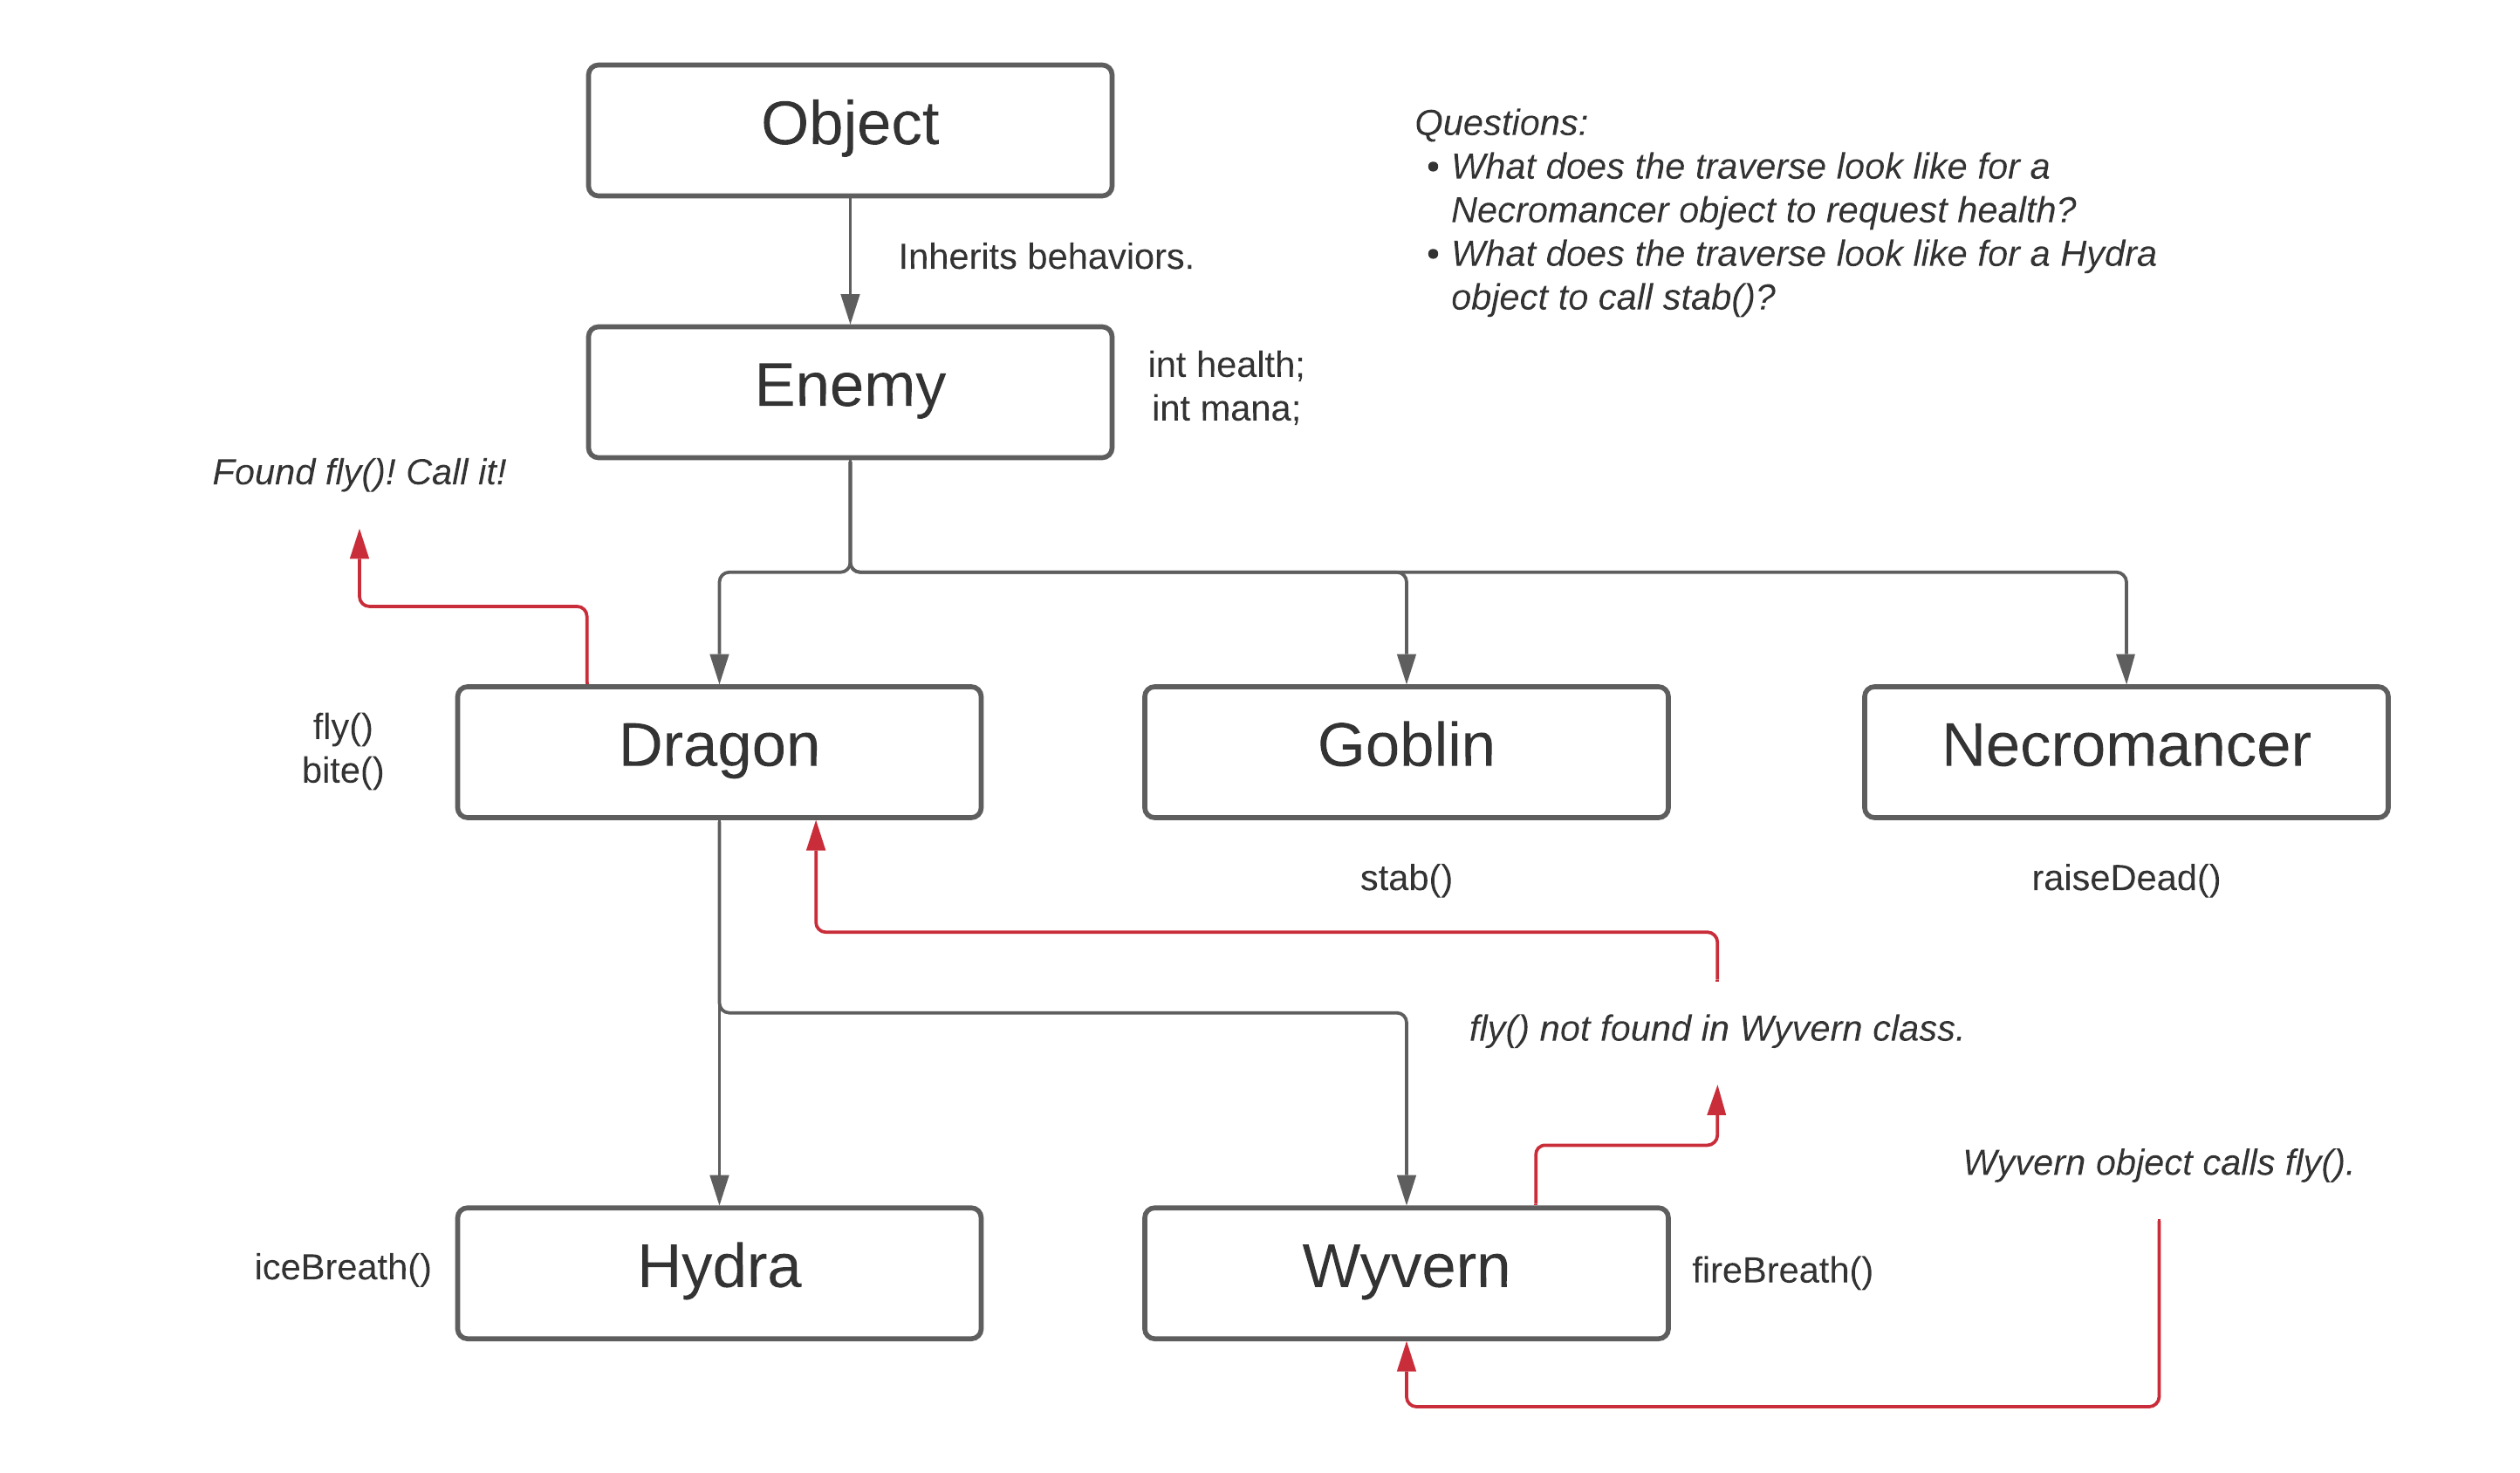 Object
Questions:
• What does the traverse look like for a
Necromancer object to request health?
• What does the traverse look like for a Hydra
object to call stab()?
Inherits behaviors.
Enemy
int health;
int mana;
Found fly()! Call it!
fly()
bite()
Dragon
Goblin
Necromancer
stab()
raiseDead()
fly() not found in Wyvern class.
Wyvern object calls fly().
iceBreath()
Hydra
Wyvern
fireBreath()